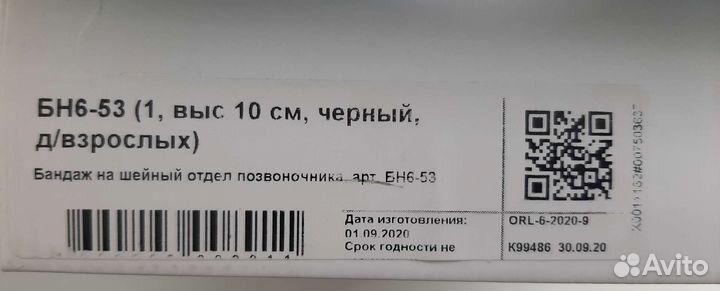 БН6-53 (1, выс 10 см, черный,
д/взрослых)
Бандаж на шейный отдел позвоночника, арт. БН6-53
Дата изготовления:
01.09.2020
Срок годности не
ORL-6-2020-9
K99486 30.09.20
Avito